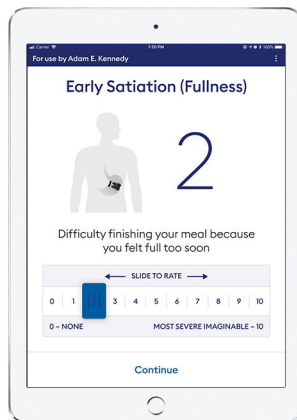 Carrier
1:20 PM
100%
For use by Adam E. Kennedy
Early Satiation (Fullness)
2
Difficulty finishing your meal because
you felt full too soon
SLIDE TO RATE
0 1 3 4 5 6 7 8 9 10
0 – NONE MOST SEVERE IMAGINABLE – 10
Continue